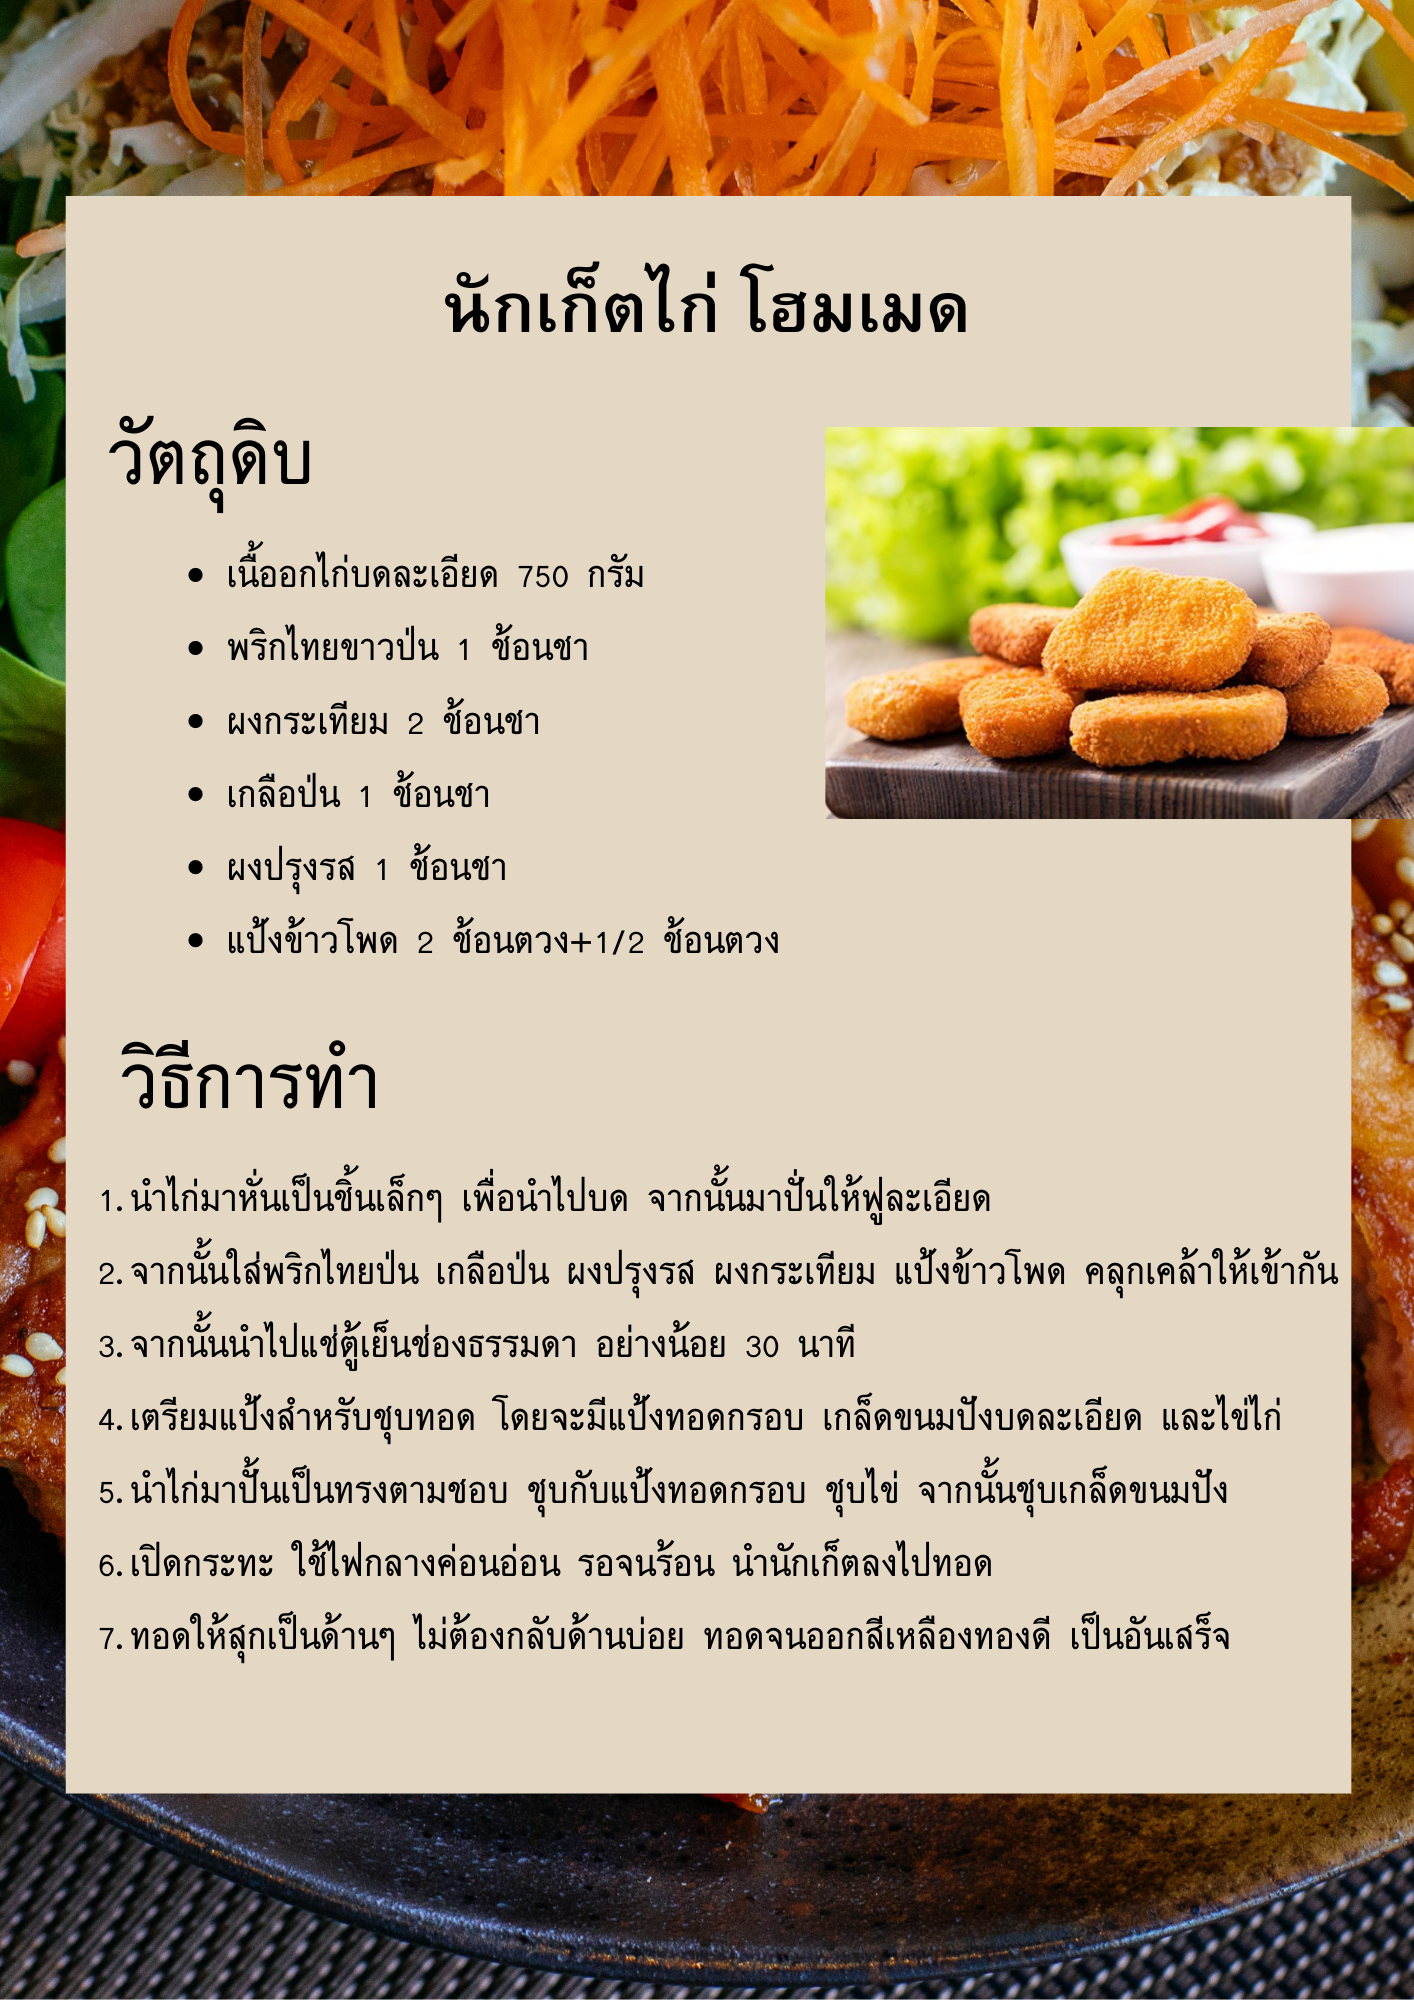 นักเก็ตไก่ โฮมเมด
วัตถุดิบ
• เนื้ออกไก่บดละเอียด 750 กรัม
• พริกไทยขาวป่น 1 ช้อนชา
• ผงกระเทียม 2 ช้อนชา
• เกลือป่น 1 ช้อนชา
• ผงปรุงรส 1 ช้อนชา
• แป้งข้าวโพด 2 ช้อนตวง+1/2 ช้อนตวง
วิธีการทำ
1. นำไก่มาหั่นเป็นชิ้นเล็กๆ เพื่อนำไปบด จากนั้นมาปั่นให้ฟูละเอียด
2. จากนั้นใส่พริกไทยป่น เกลือป่น ผงปรุงรส ผงกระเทียม แป้งข้าวโพด คลุกเคล้าให้เข้ากัน
3. จากนั้นนำไปแช่ตู้เย็นช่องธรรมดา อย่างน้อย 30 นาที
4. เตรียมแป้งสำหรับชุบทอด โดยจะมีแป้งทอดกรอบ เกล็ดขนมปังบดละเอียด และไข่ไก่
5. นำไก่มาปั้นเป็นทรงตามชอบ ชุบกับแป้งทอดกรอบ ชุบไข่ จากนั้นชุบเกล็ดขนมปัง
6. เปิดกระทะ ใช้ไฟกลางค่อนอ่อน รอจนร้อน นำนักเก็ตลงไปทอด
7. ทอดให้สุกเป็นด้านๆ ไม่ต้องกลับด้านบ่อย ทอดจนออกสีเหลืองทองดี เป็นอันเสร็จ